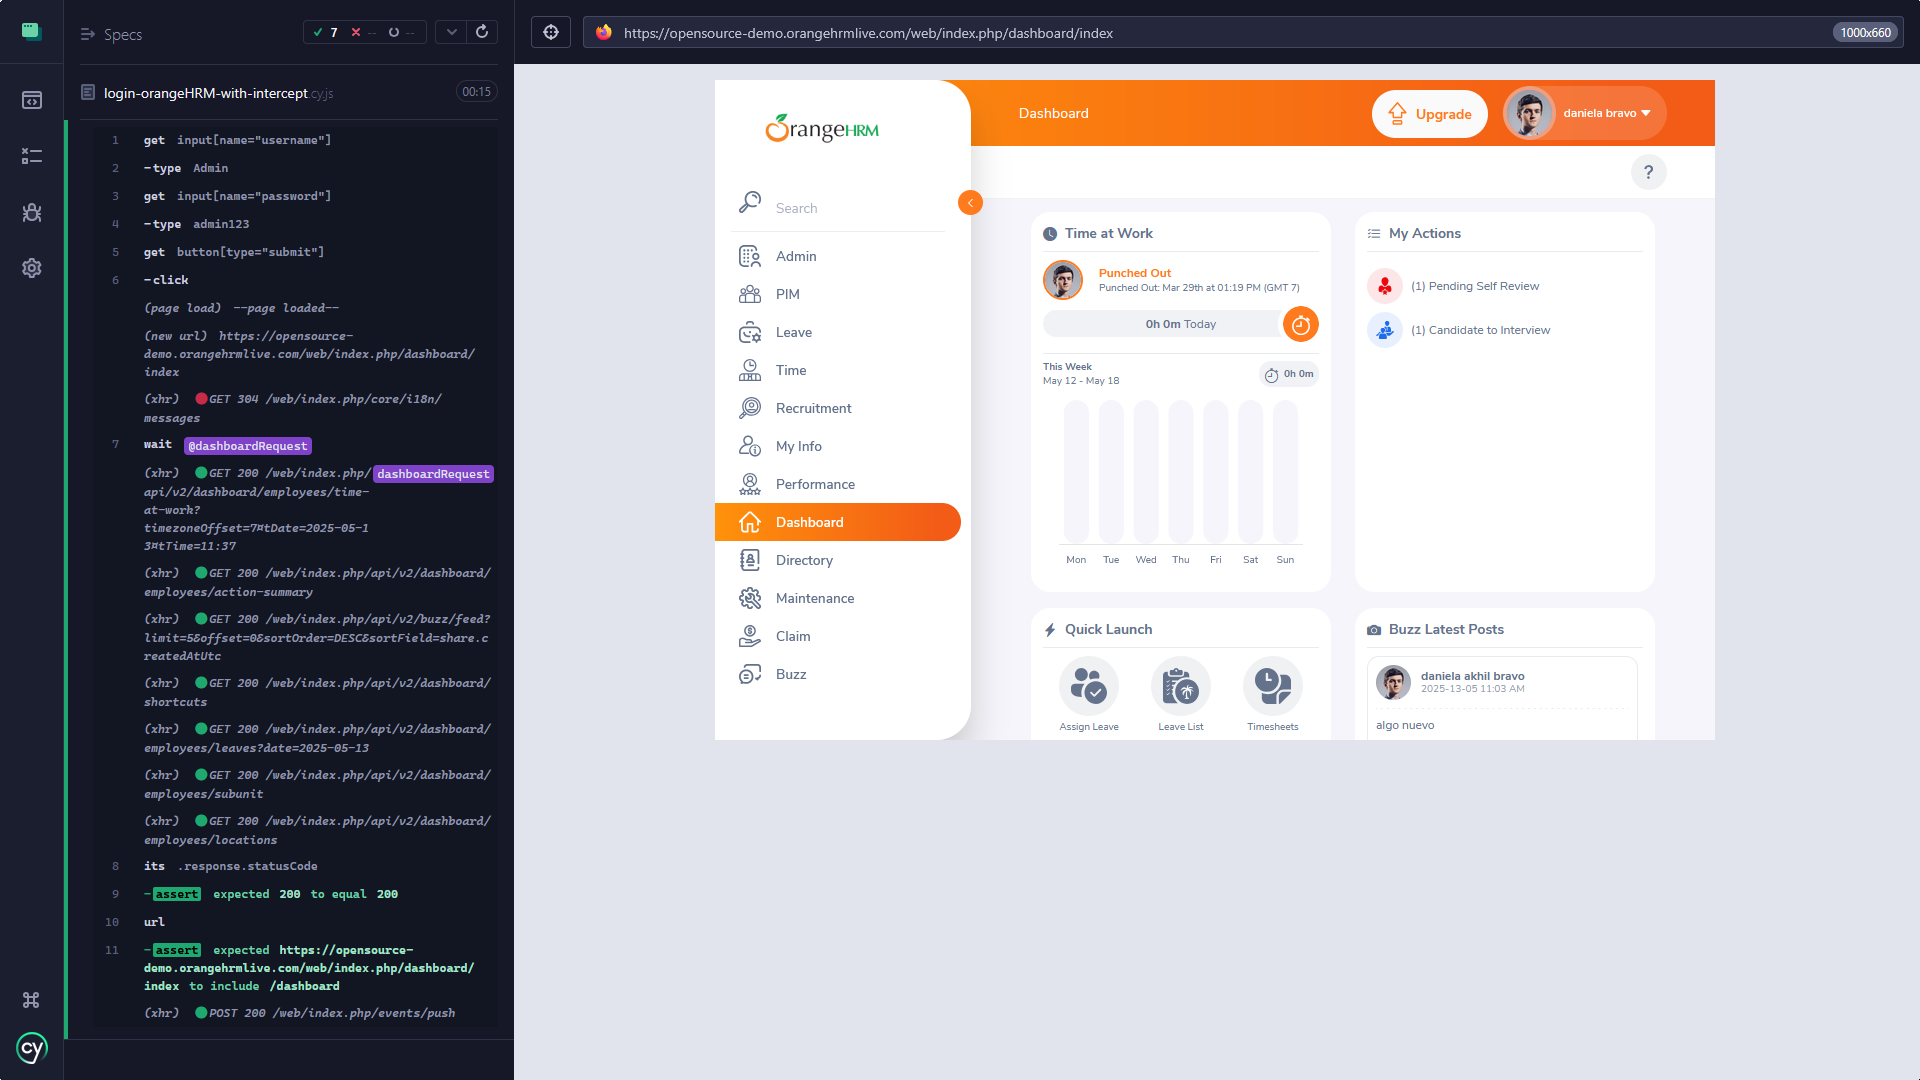 Specs
7
--
--
login-orangeHRM-with-intercept.cy.js
00:15
1 get input[name="username"]
2 -type Admin
3 get input[name="password"]
4 -type admin123
5 get button[type="submit"]
6 -click
(page load) --page loaded--
(new url) https://opensource-
demo.orangehrmlive.com/web/index.php/dashboard/
index
(xhr) GET 304 /web/index.php/core/i18n/
messages
7 wait @dashboardRequest
(xhr) GET 200 /web/index.php/ dashboardRequest
api/v2/dashboard/employees/time-
at-work?
timezoneOffset=7¤tDate=2025-05-1
3¤tTime=11:37
(xhr) GET 200 /web/index.php/api/v2/dashboard/
employees/action-summary
(xhr) GET 200 /web/index.php/api/v2/buzz/feed?
limit=5&offset=0&sortOrder=DESC&sortField=share.c
reatedAtUtc
(xhr) GET 200 /web/index.php/api/v2/dashboard/
shortcuts
(xhr) GET 200 /web/index.php/api/v2/dashboard/
employees/leaves?date=2025-05-13
(xhr) GET 200 /web/index.php/api/v2/dashboard/
employees/subunit
(xhr) GET 200 /web/index.php/api/v2/dashboard/
employees/locations
8 its .response.statusCode
9 -assert expected 200 to equal 200
10 url
11 -assert expected https://opensource-
demo.orangehrmlive.com/web/index.php/dashboard/
index to include /dashboard
(xhr) POST 200 /web/index.php/events/push
cy
https://opensource-demo.orangehrmlive.com/web/index.php/dashboard/index
1000x660
OrangeHRM
Search
Admin
PIM
Leave
Time
Recruitment
My Info
Performance
Dashboard
Directory
Maintenance
Claim
Buzz
Dashboard
Upgrade
daniela bravo
?
Time at Work
Punched Out
Punched Out: Mar 29th at 01:19 PM (GMT 7)
0h 0m Today
This Week
May 12 - May 18
0h 0m
Mon Tue Wed Thu Fri Sat Sun
My Actions
(1) Pending Self Review
(1) Candidate to Interview
Quick Launch
Assign Leave
Leave List
Timesheets
Buzz Latest Posts
daniela akhil bravo
2025-13-05 11:03 AM
algo nuevo